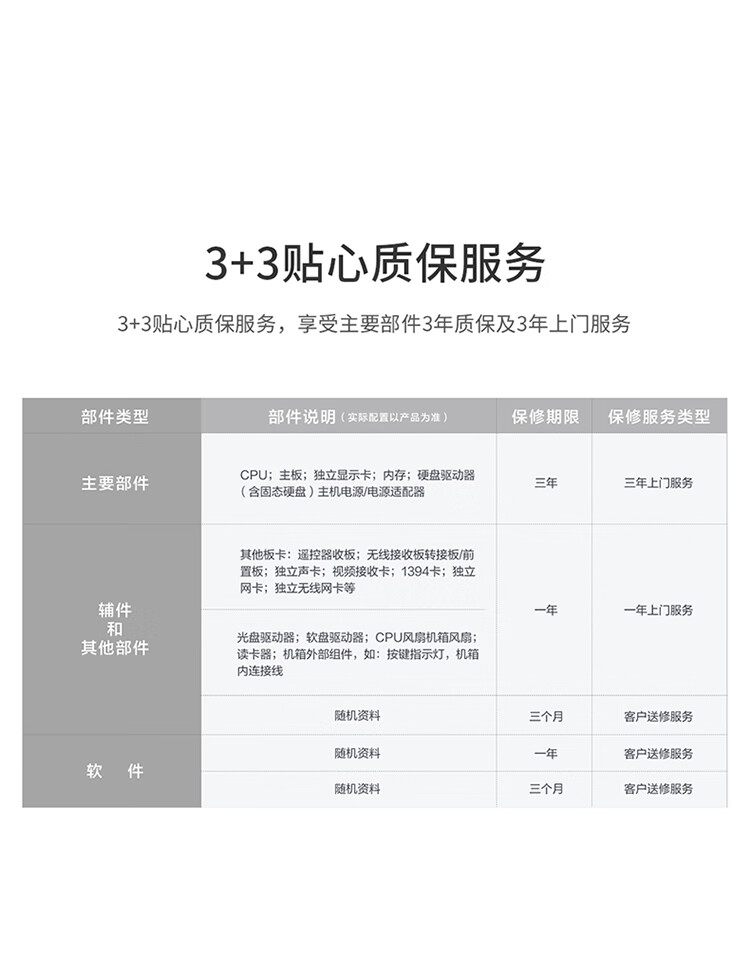 3+3贴心质保服务
3+3贴心质保服务，享受主要部件3年质保及3年上门服务
部件类型 部件说明（实际配置以产品为准） 保修期限 保修服务类型
主要部件
CPU；主板；独立显示卡；内存；硬盘驱动器
（含固态硬盘）主机电源/电源适配器
三年 三年上门服务
辅件
和
其他部件
其他板卡：遥控器收板；无线接收板转接板/前
置板；独立声卡；视频接收卡；1394卡；独立
网卡；独立无线网卡等
光盘驱动器；软盘驱动器；CPU风扇机箱风扇；
读卡器；机箱外部组件，如：按键指示灯，机箱
内连接线
一年 一年上门服务
随机资料 三个月 客户送修服务
软 件
随机资料 一年 客户送修服务
随机资料 三个月 客户送修服务